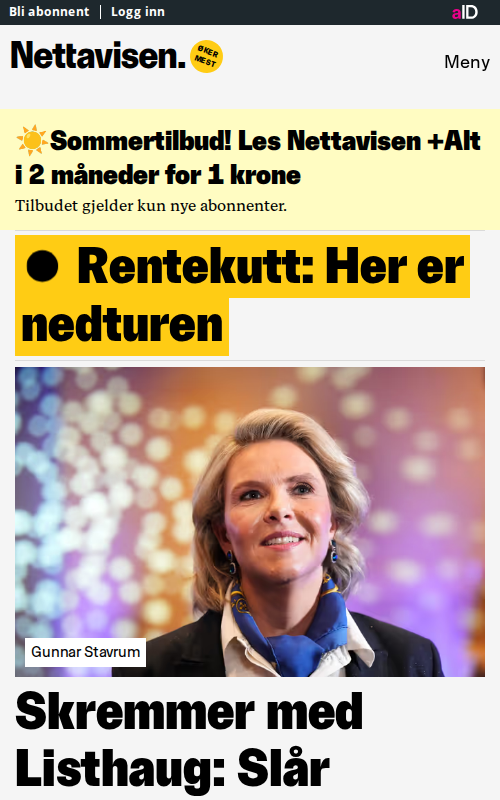 Bli abonnent
Logg inn
aID
Nettavisen.
ØKER
MEST
Meny
Sommertilbud! Les Nettavisen +Alt
i 2 måneder for 1 krone
Tilbudet gjelder kun nye abonnenter.
Rentekutt: Her er
nedturen
Gunnar Stavrum
Skremmer med
Listhaug: Slår